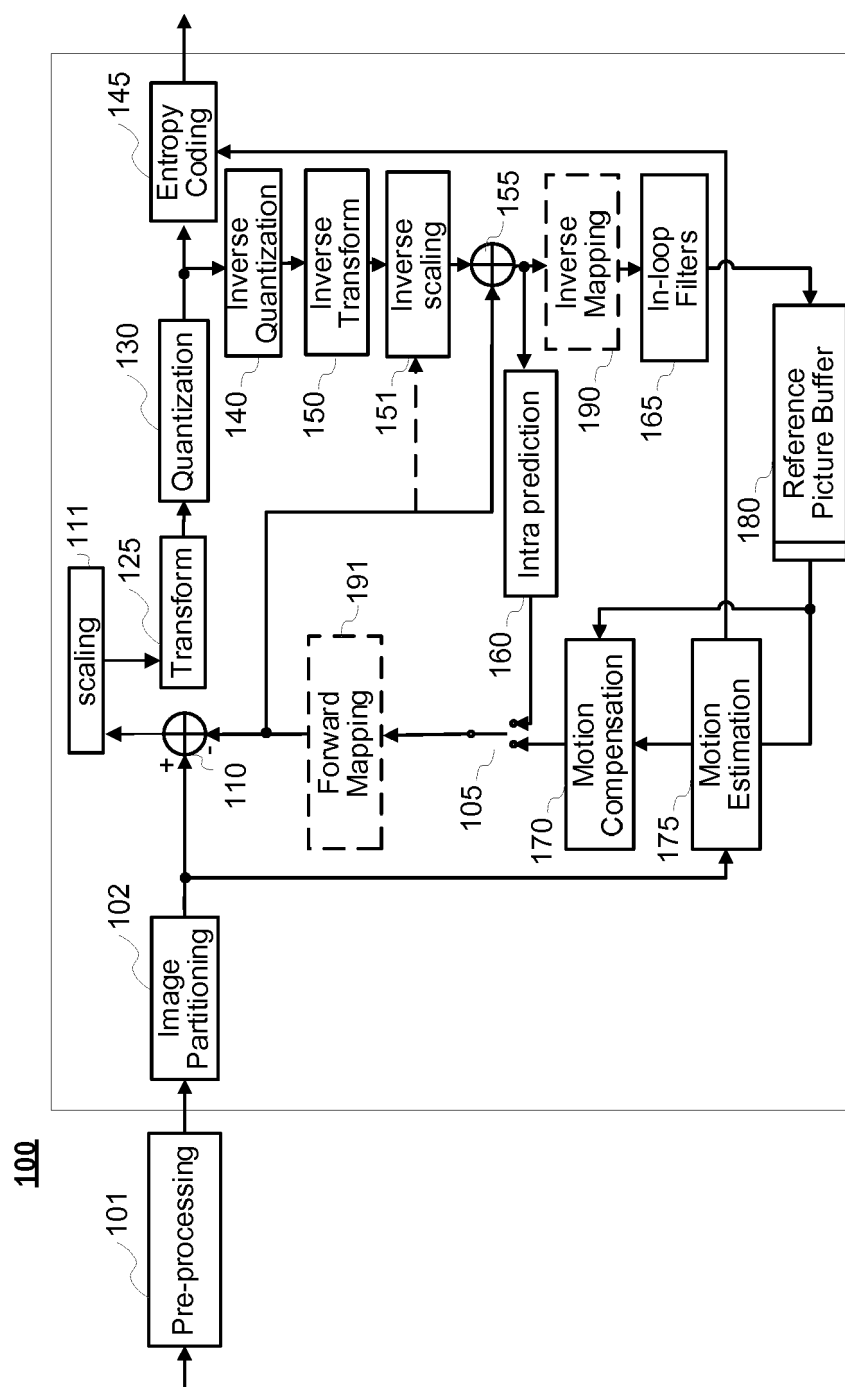 100
101
Pre-processing
102
Image
Partitioning
+
-
110
scaling
111
Transform
125
Quantization
130
Entropy
Coding
145
Inverse
Quantization
140
Inverse
Transform
150
Inverse
scaling
151
155
Forward
Mapping
191
Intra prediction
160
105
Inverse
Mapping
190
In-loop
Filters
165
Motion
Compensation
170
Motion
Estimation
175
Reference
Picture Buffer
180